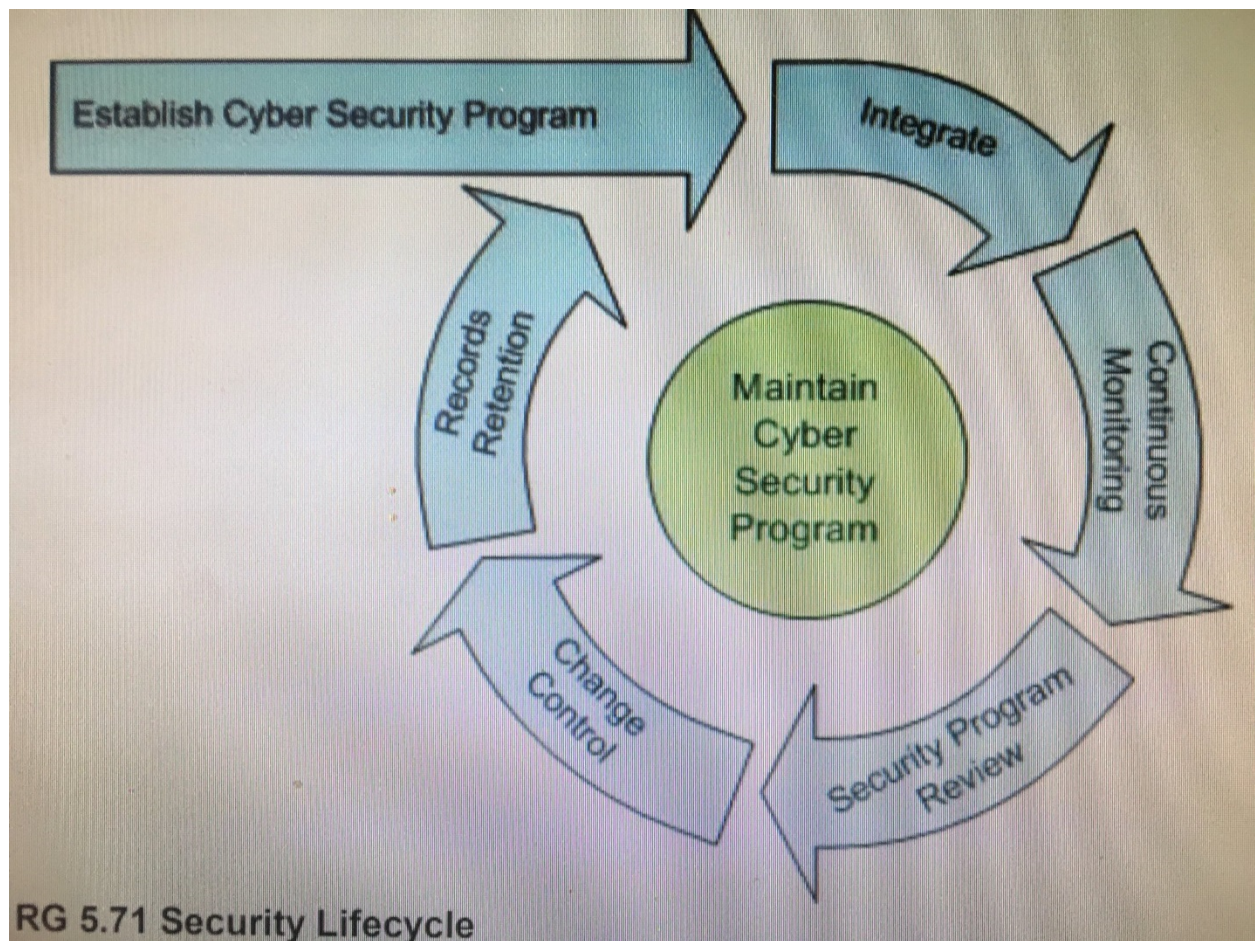 Establish Cyber Security Program
Integrate
Continuous
Monitoring
Security Program
Review
Change
Control
Records
Retention
Maintain
Cyber
Security
Program
RG 5.71 Security Lifecycle